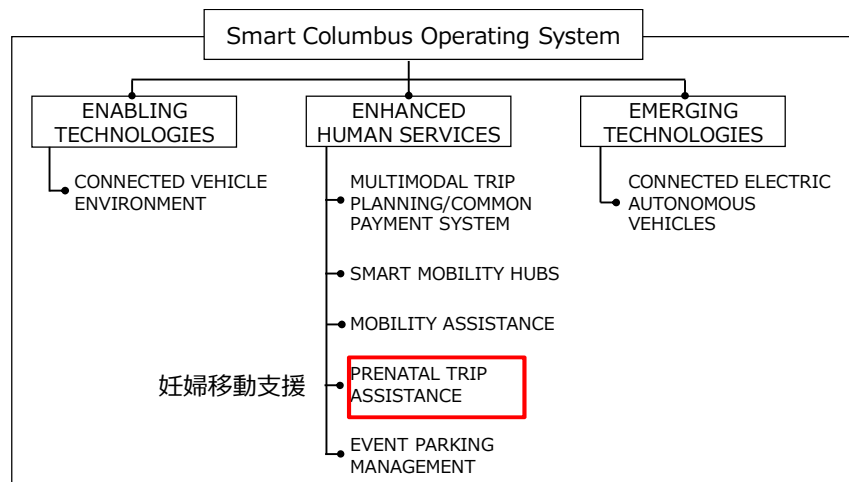 Smart Columbus Operating System
ENABLING
TECHNOLOGIES
CONNECTED VEHICLE
ENVIRONMENT
ENHANCED
HUMAN SERVICES
MULTIMODAL TRIP
PLANNING/COMMON
PAYMENT SYSTEM
SMART MOBILITY HUBS
MOBILITY ASSISTANCE
妊婦移動支援
PRENATAL TRIP
ASSISTANCE
EVENT PARKING
MANAGEMENT
EMERGING
TECHNOLOGIES
CONNECTED ELECTRIC
AUTONOMOUS
VEHICLES